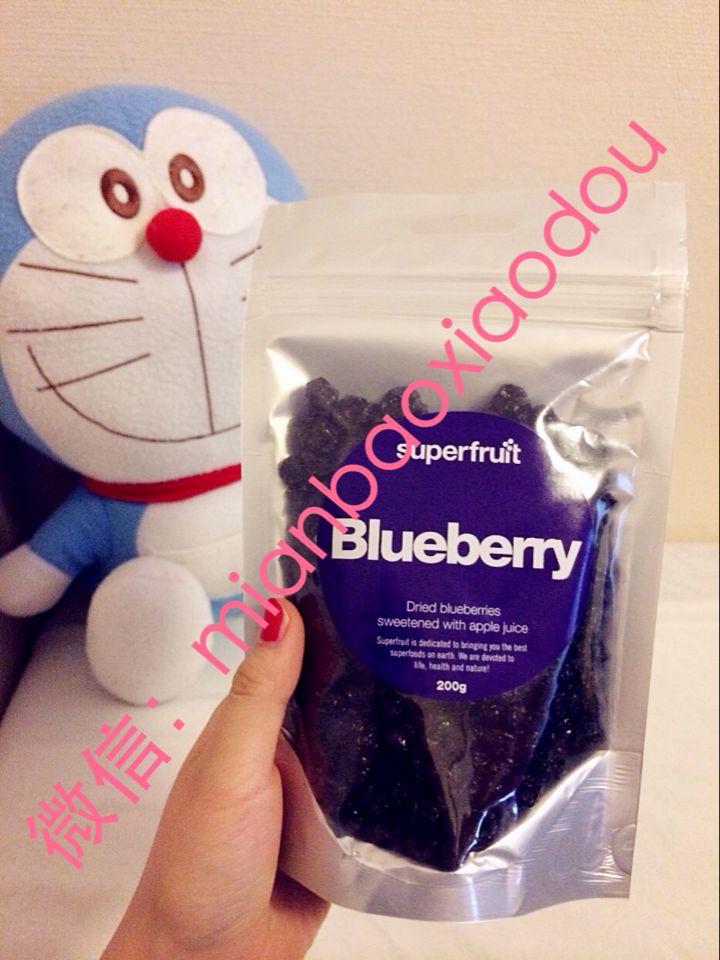 微信：mianbaoxiaodou
superfruit
Blueberry
Dried blueberries
sweetened with apple juice
Superfruit is dedicated to bringing you the best
superfoods on earth. We are devoted to
life, health and nature!
200g